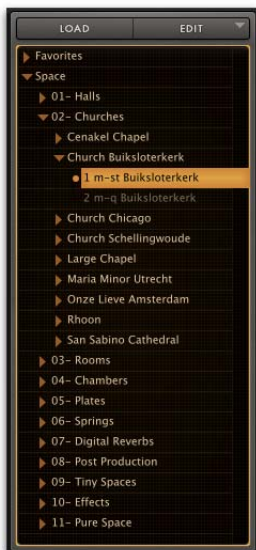 LOAD EDIT
Favorites
Space
01- Halls
02- Churches
Cenakel Chapel
Church Buiksloterkerk
1 m-st Buiksloterkerk
2 m-q Buiksloterkerk
Church Chicago
Church Schellingwoude
Large Chapel
Maria Minor Utrecht
Onze Lieve Amsterdam
Rhoon
San Sabino Cathedral
03- Rooms
04- Chambers
05- Plates
06- Springs
07- Digital Reverbs
08- Post Production
09- Tiny Spaces
10- Effects
11- Pure Space